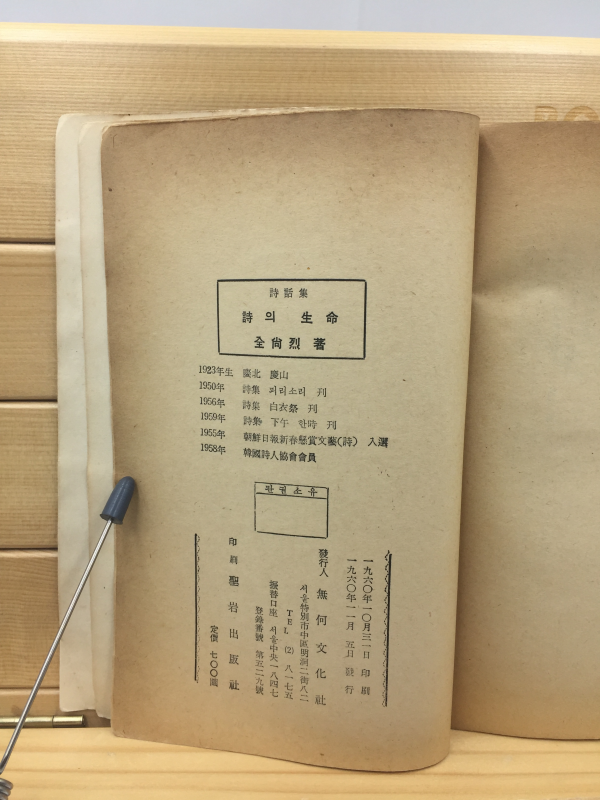 詩話集
詩의 生命
全尙烈 著
1923年生 慶北 慶山
1950年 詩集 피리소리 刊
1956年 詩集 白衣祭 刊
1959年 詩集 下午 한時 刊
1955年 朝鮮日報新春懸賞文藝(詩) 入選
1958年 韓國詩人協會會員
판권소유
一九六〇年一〇月三一日 印刷
一九六〇年一一月 五日 發行
發行人 無何文化社
서울特別市中區明洞二街八二
TEL (2) 八一七五
振替口座 서울中央一八四七
登錄番號 第五二九號
印刷 聖岩出版社
定價 七〇〇圜